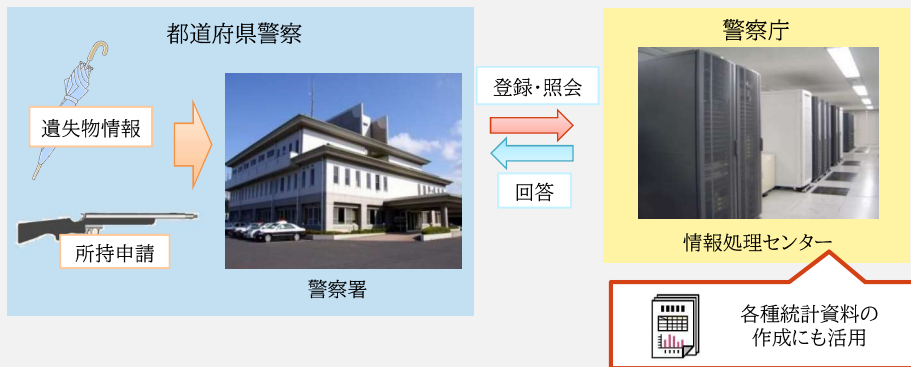 都道府県警察
遺失物情報
所持申請
警察署
登録・照会
回答
警察庁
情報処理センター
各種統計資料の
作成にも活用